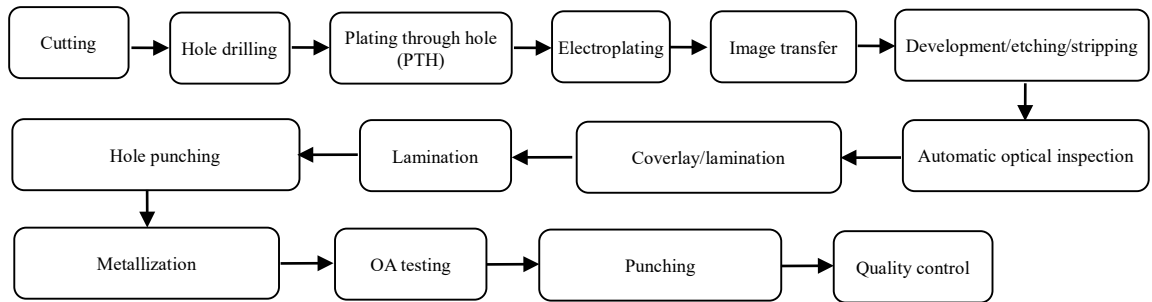 Cutting
Hole drilling
Plating through hole
(PTH)
Electroplating
Image transfer
Development/etching/stripping
Automatic optical inspection
Coverlay/lamination
Lamination
Hole punching
Metallization
OA testing
Punching
Quality control